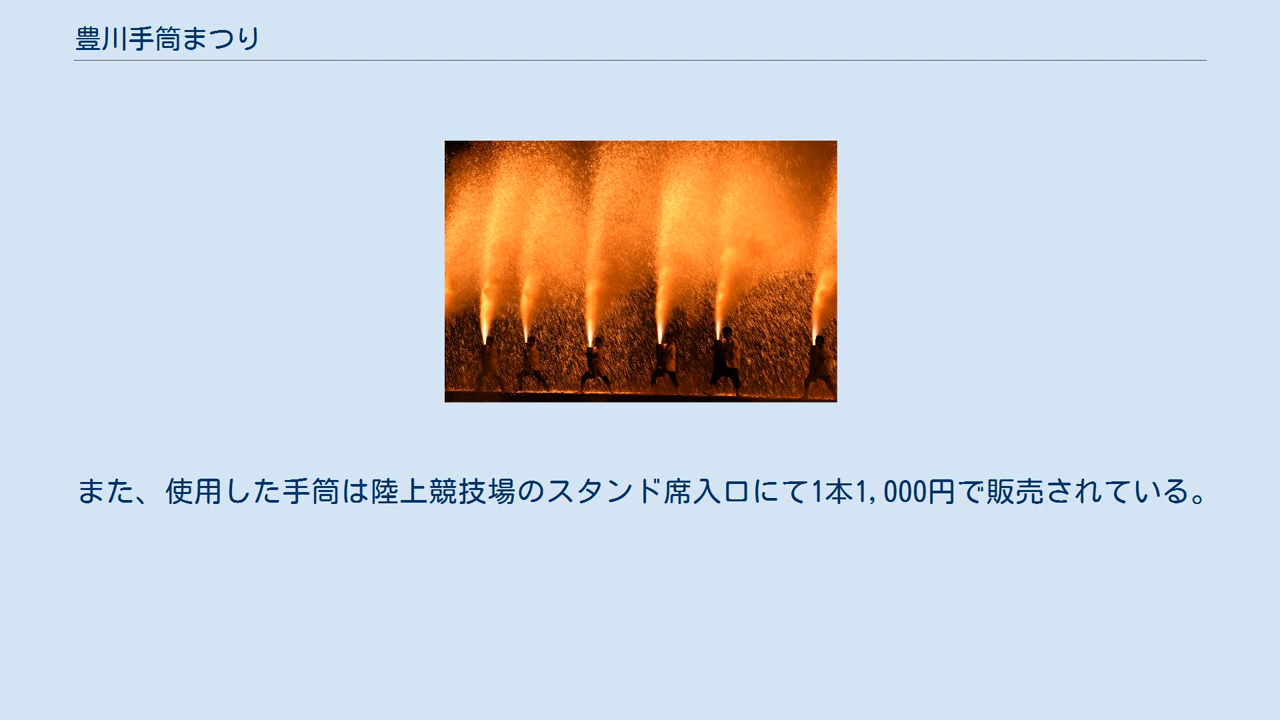 豊川手筒まつり
また、使用した手筒は陸上競技場のスタンド席入口にて1本1,000円で販売されている。